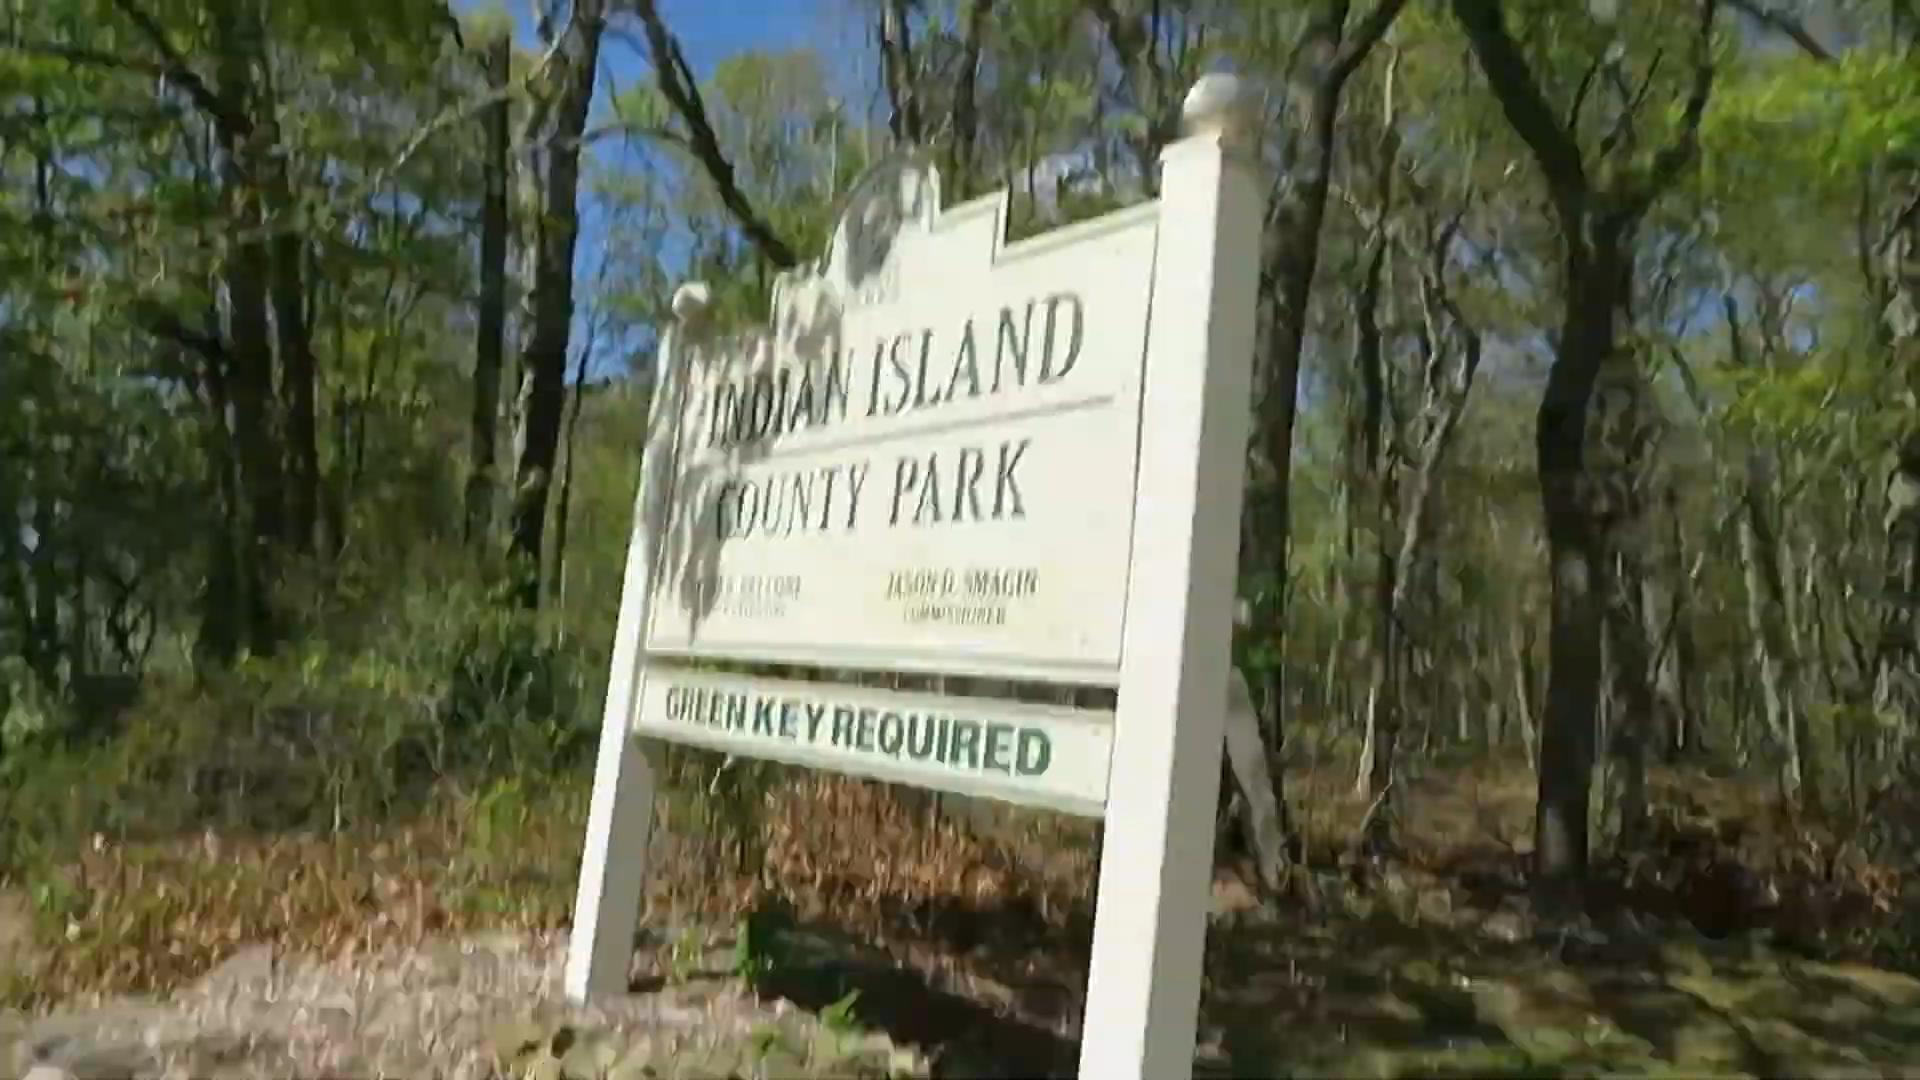 INDIAN ISLAND
COUNTY PARK
JASON D. SMAGIN
COMMISSIONER
GREEN KEY REQUIRED